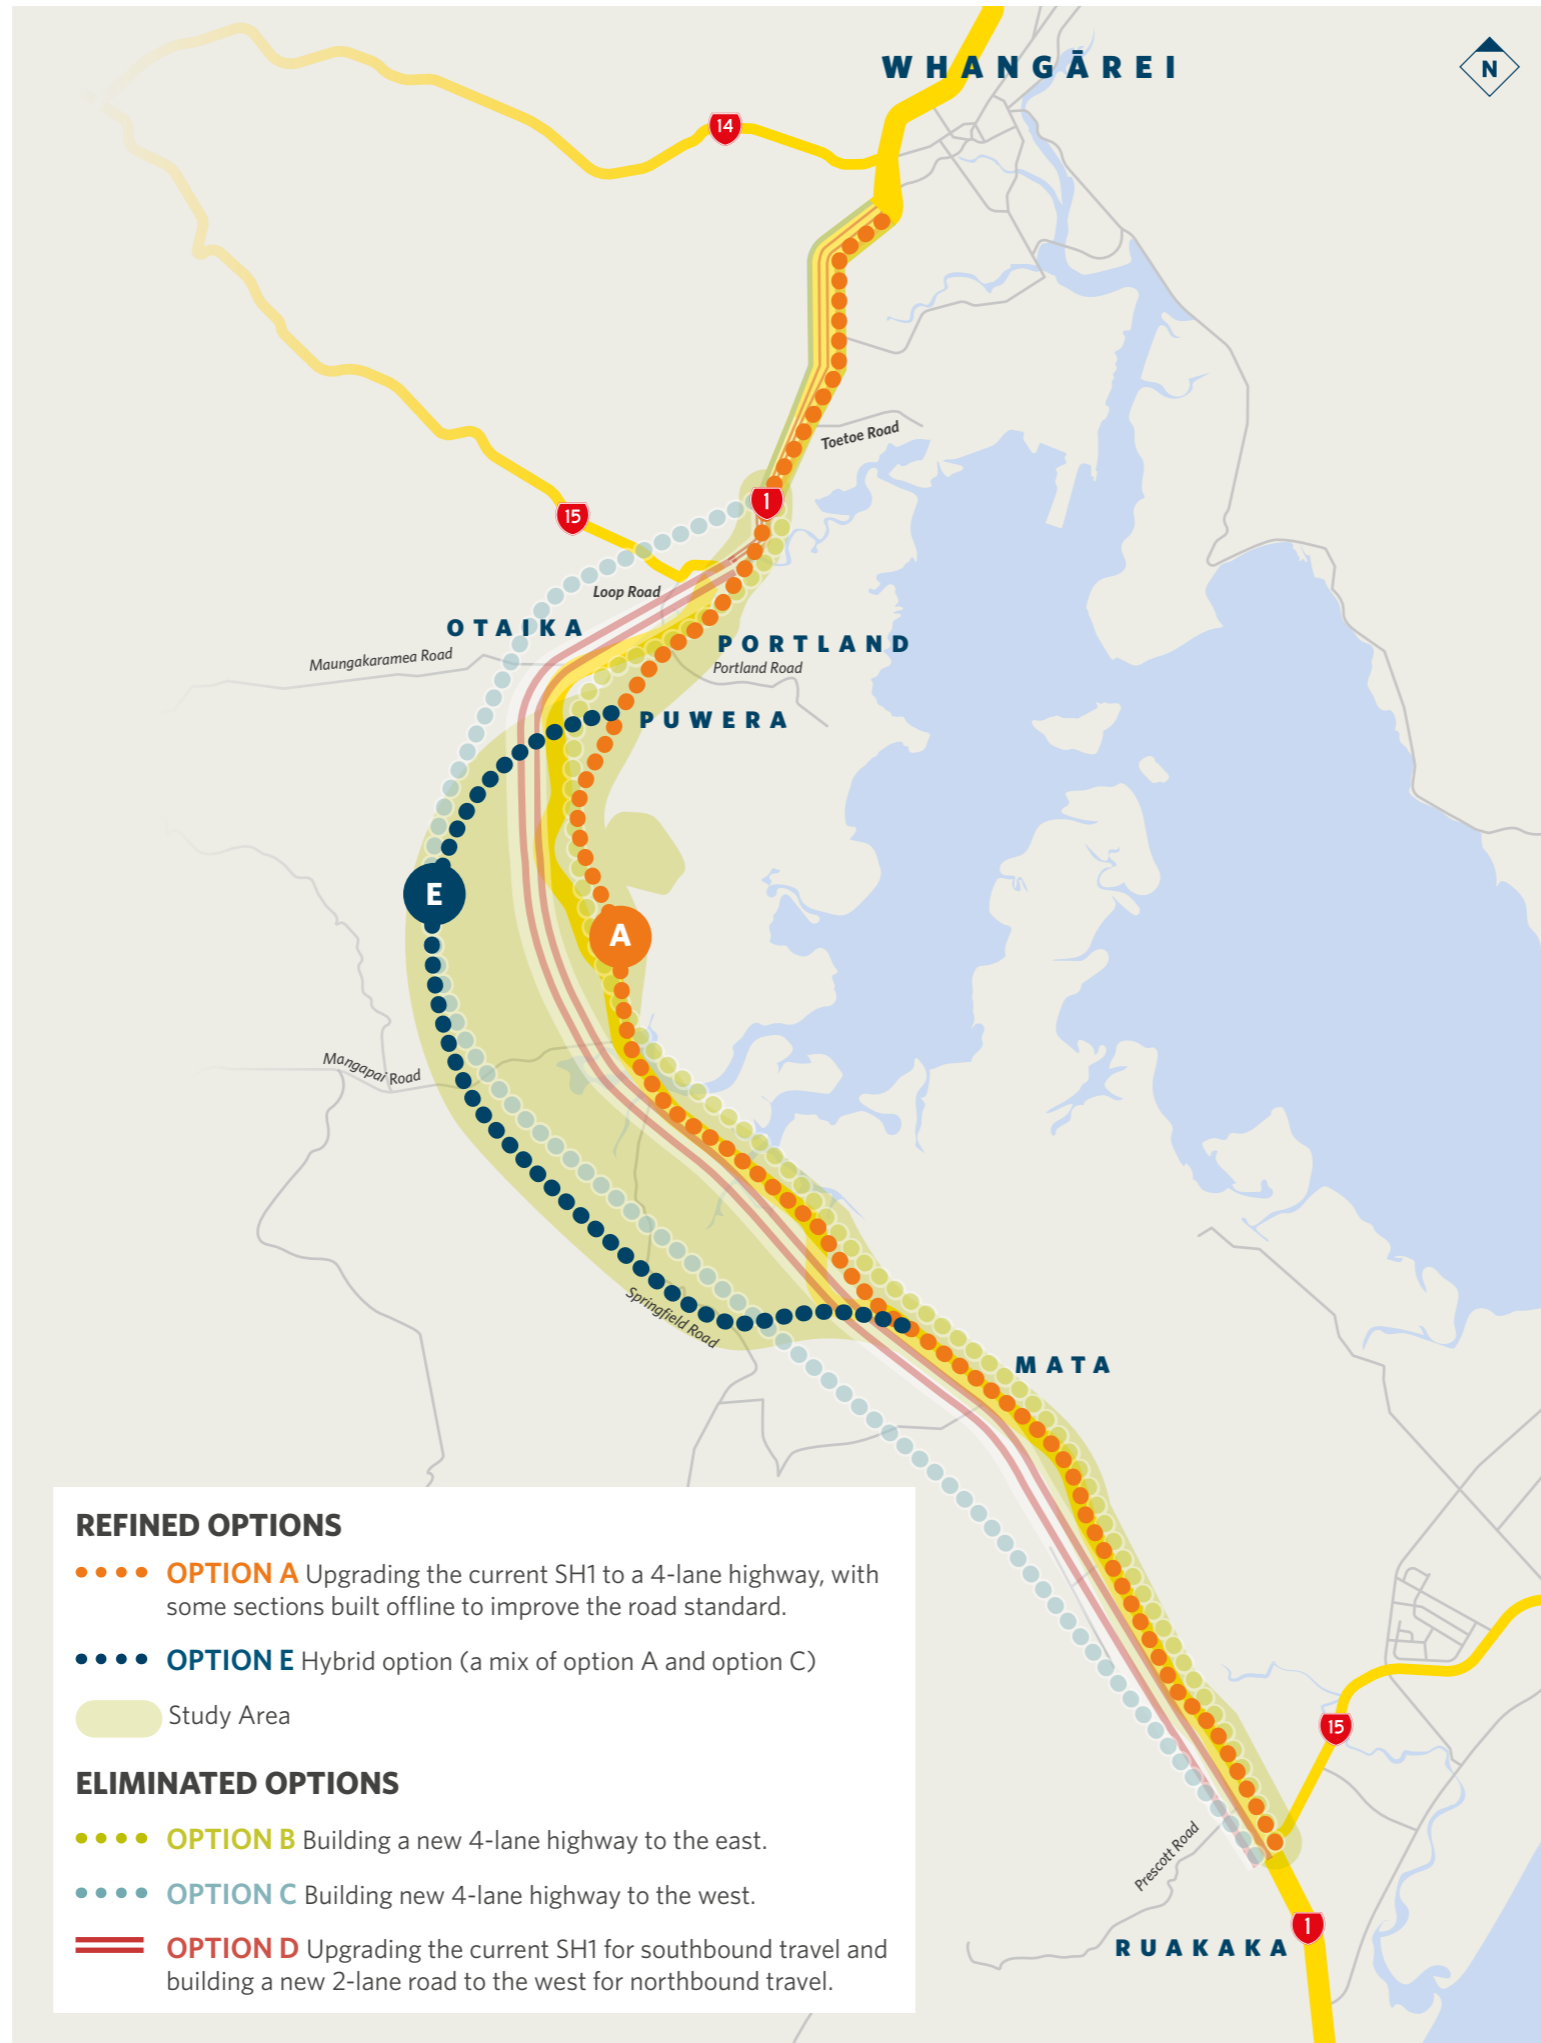 WHANGĀREI
N
14
Toetoe Road
1
15
Loop Road
OTAIKA
PORTLAND
Maungakaramea Road
Portland Road
PUWERA
E
A
Mangapai Road
Springfield Road
MATA
REFINED OPTIONS
OPTION A Upgrading the current SH1 to a 4-lane highway, with
some sections built offline to improve the road standard.
OPTION E Hybrid option (a mix of option A and option C)
Study Area
ELIMINATED OPTIONS
OPTION B Building a new 4-lane highway to the east.
OPTION C Building new 4-lane highway to the west.
OPTION D Upgrading the current SH1 for southbound travel and
building a new 2-lane road to the west for northbound travel.
15
Prescott Road
1
RUAKAKA